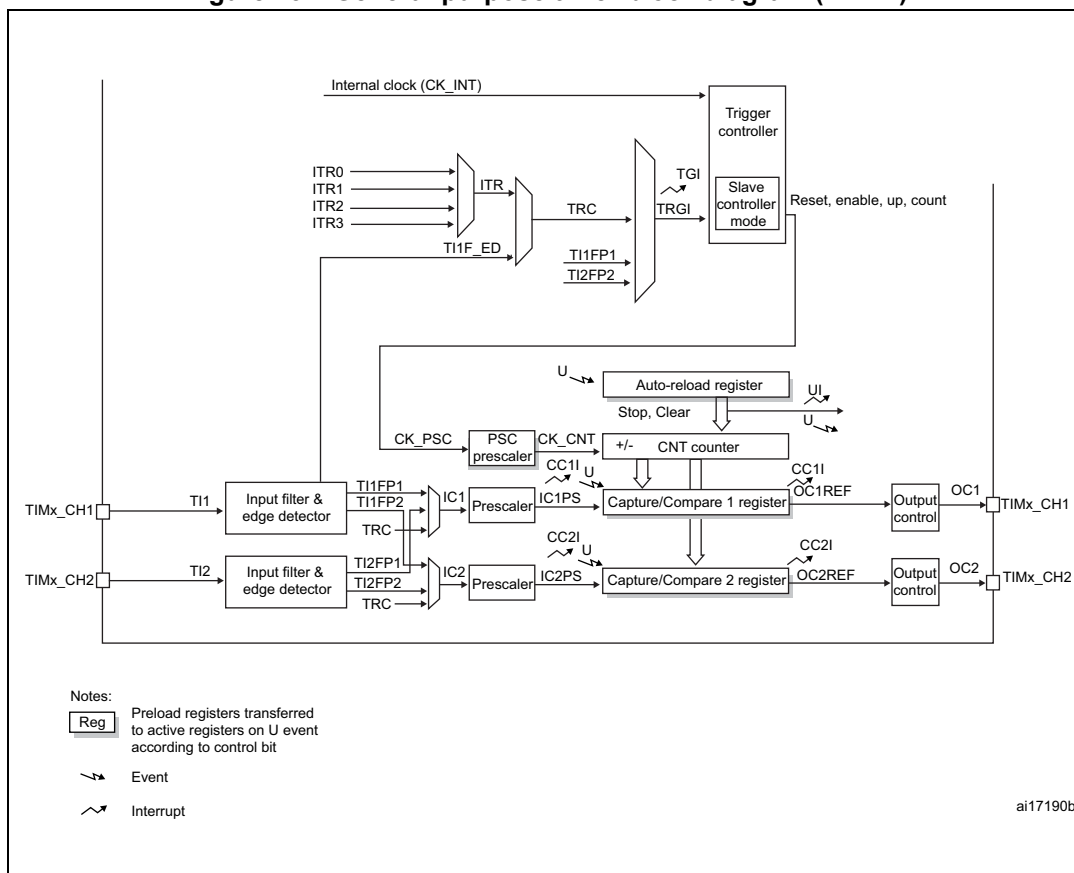 Internal clock (CK_INT)
Trigger
controller
ITR0
ITR1
ITR2
ITR3
ITR
TI1F_ED
TRC
TI1FP1
TI2FP2
TGI
TRGI
Slave
controller
mode
Reset, enable, up, count
U
Auto-reload register
UI
U
Stop, Clear
CK_PSC
PSC
prescaler
CK_CNT
+/-
CNT counter
TIMx_CH1
TI1
Input filter &
edge detector
TI1FP1
TI1FP2
TRC
IC1
Prescaler
CC1I
U
IC1PS
Capture/Compare 1 register
CC1I
OC1REF
Output
control
OC1
TIMx_CH1
TIMx_CH2
TI2
Input filter &
edge detector
TI2FP1
TI2FP2
TRC
IC2
Prescaler
CC2I
U
IC2PS
Capture/Compare 2 register
CC2I
OC2REF
Output
control
OC2
TIMx_CH2
Notes:
Reg
Preload registers transferred
to active registers on U event
according to control bit
Event
Interrupt
ai17190b